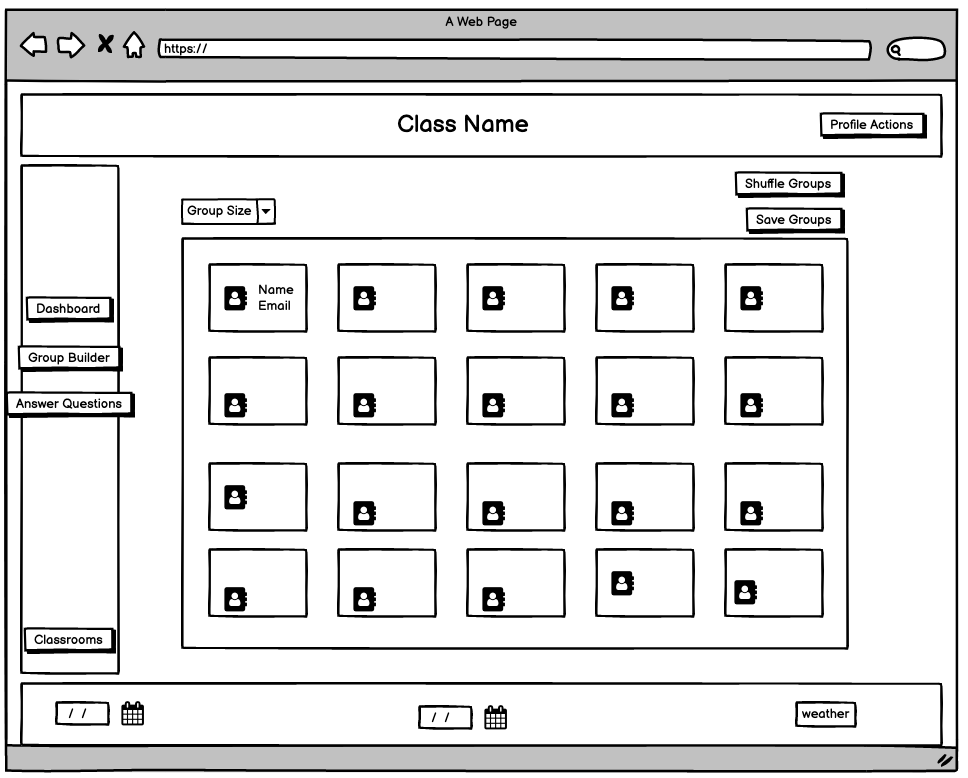 A Web Page
https://
Class Name
Profile Actions
Shuffle Groups
Group Size
Save Groups
Name
Email
Dashboard
Group Builder
Answer Questions
Classrooms
/ /
/ /
weather